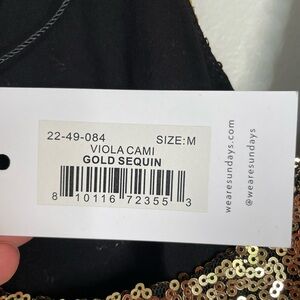 22-49-084 SIZE:M
VIOLA CAMI
GOLD SEQUIN
8 10116 72355 3
wearesundays.com
@wearesundays